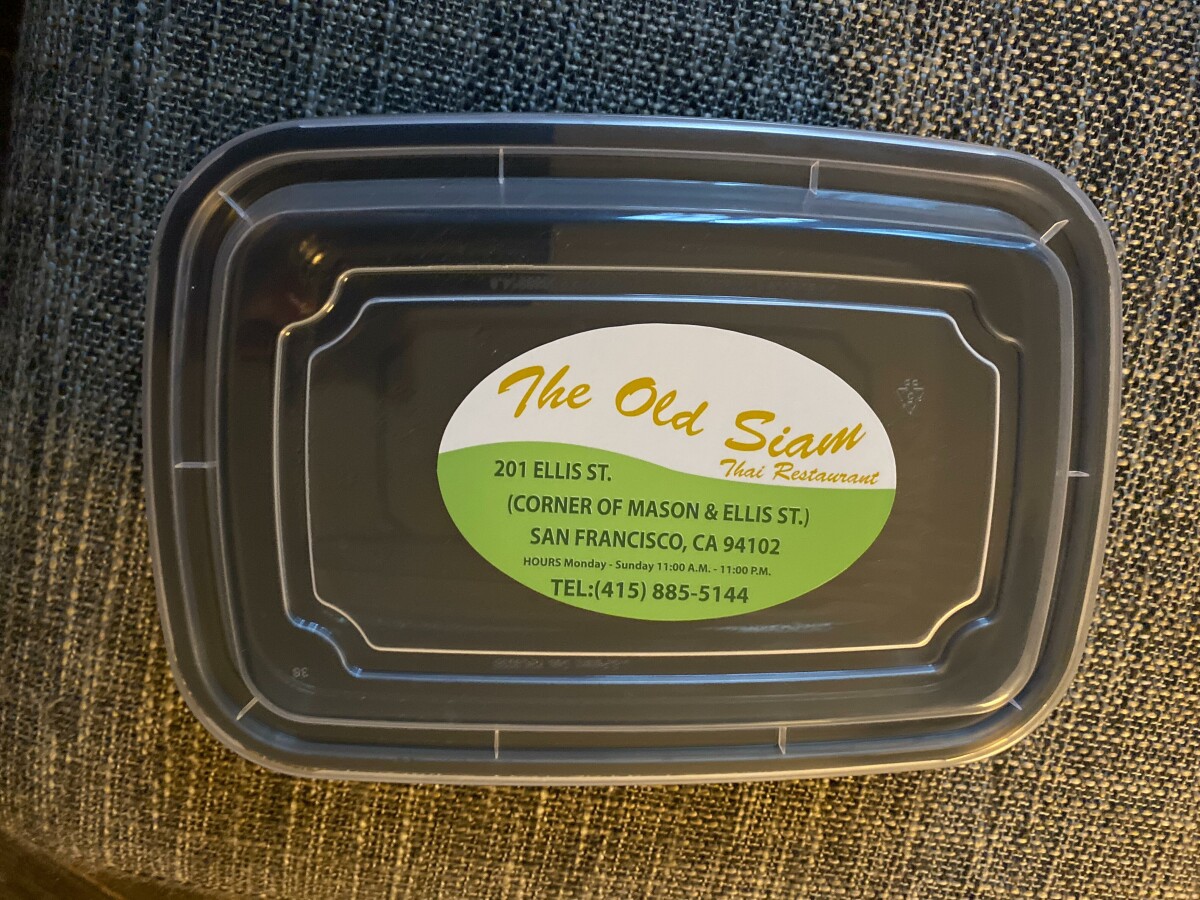 The Old Siam
Thai Restaurant
201 ELLIS ST.
(CORNER OF MASON & ELLIS ST.)
SAN FRANCISCO, CA 94102
HOURS Monday - Sunday 11:00 A.M. - 11:00 P.M.
TEL:(415) 885-5144